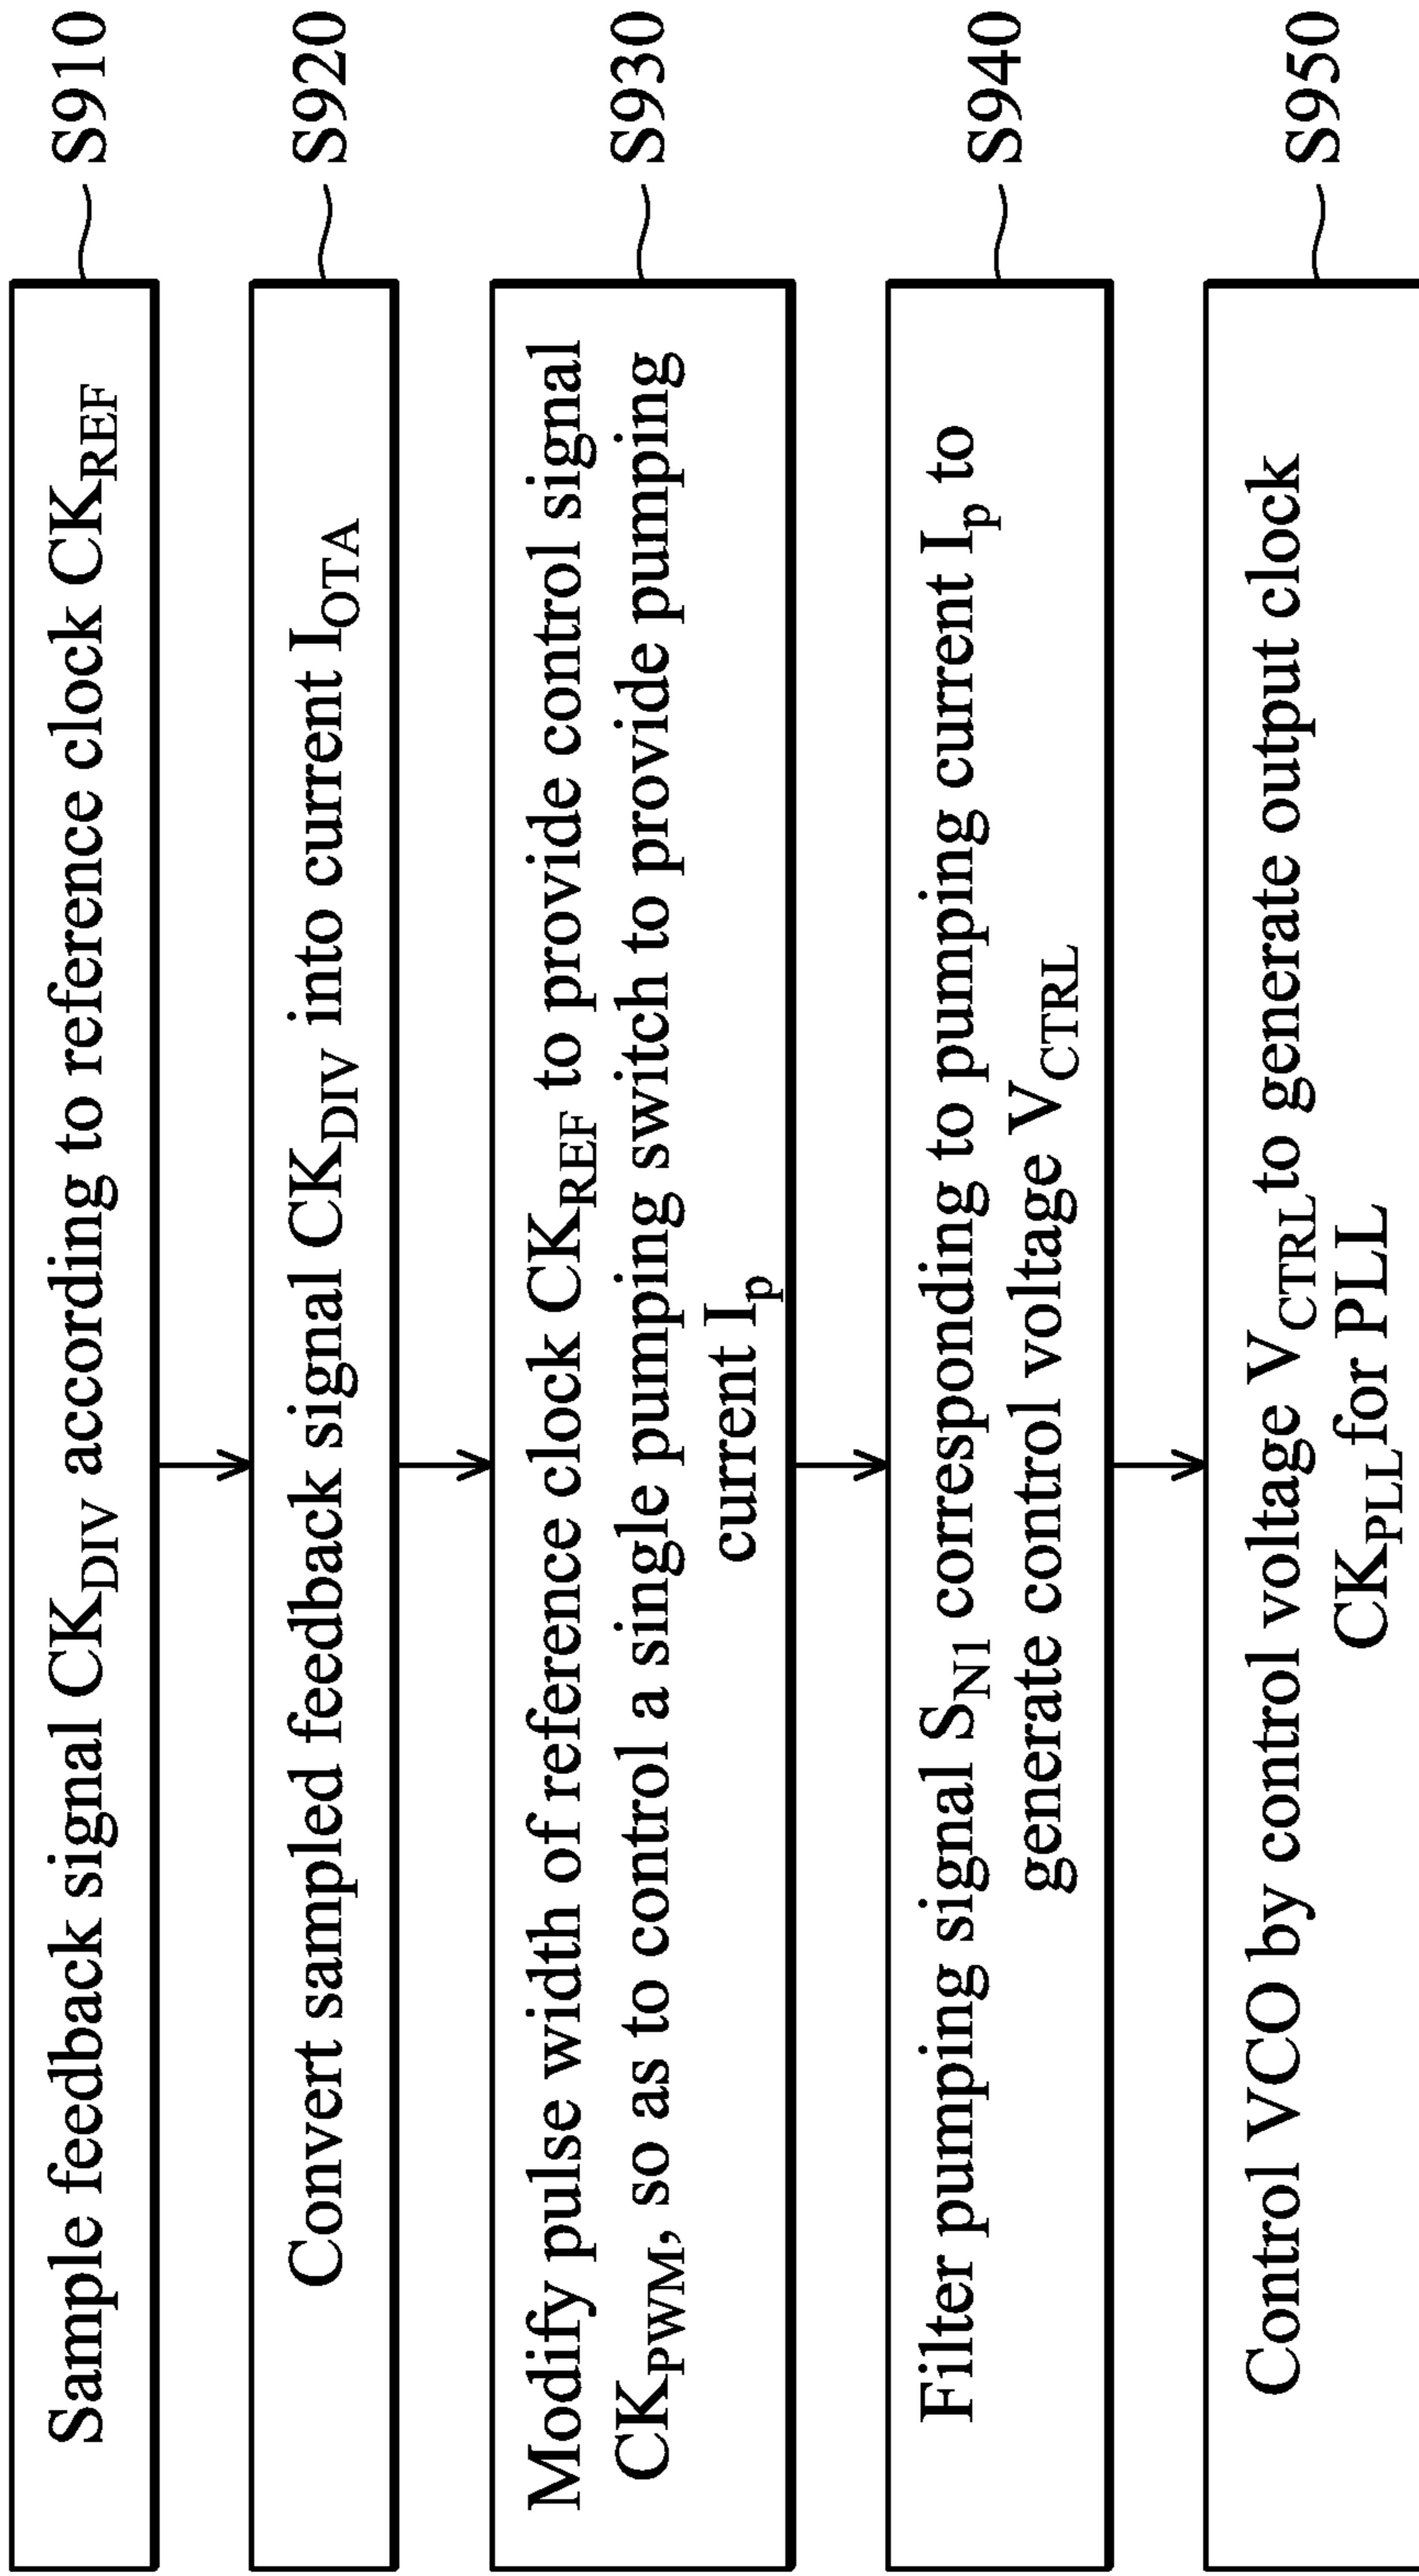 Sample feedback signal CK_DIV according to reference clock CK_REF
S910
Convert sampled feedback signal CK_DIV into current I_OTA
S920
Modify pulse width of reference clock CK_REF to provide control signal
CK_PWM, so as to control a single pumping switch to provide pumping
current I_p
S930
Filter pumping signal S_N1 corresponding to pumping current I_p to
generate control voltage V_CTRL
S940
Control VCO by control voltage V_CTRL to generate output clock
CK_PLL for PLL
S950